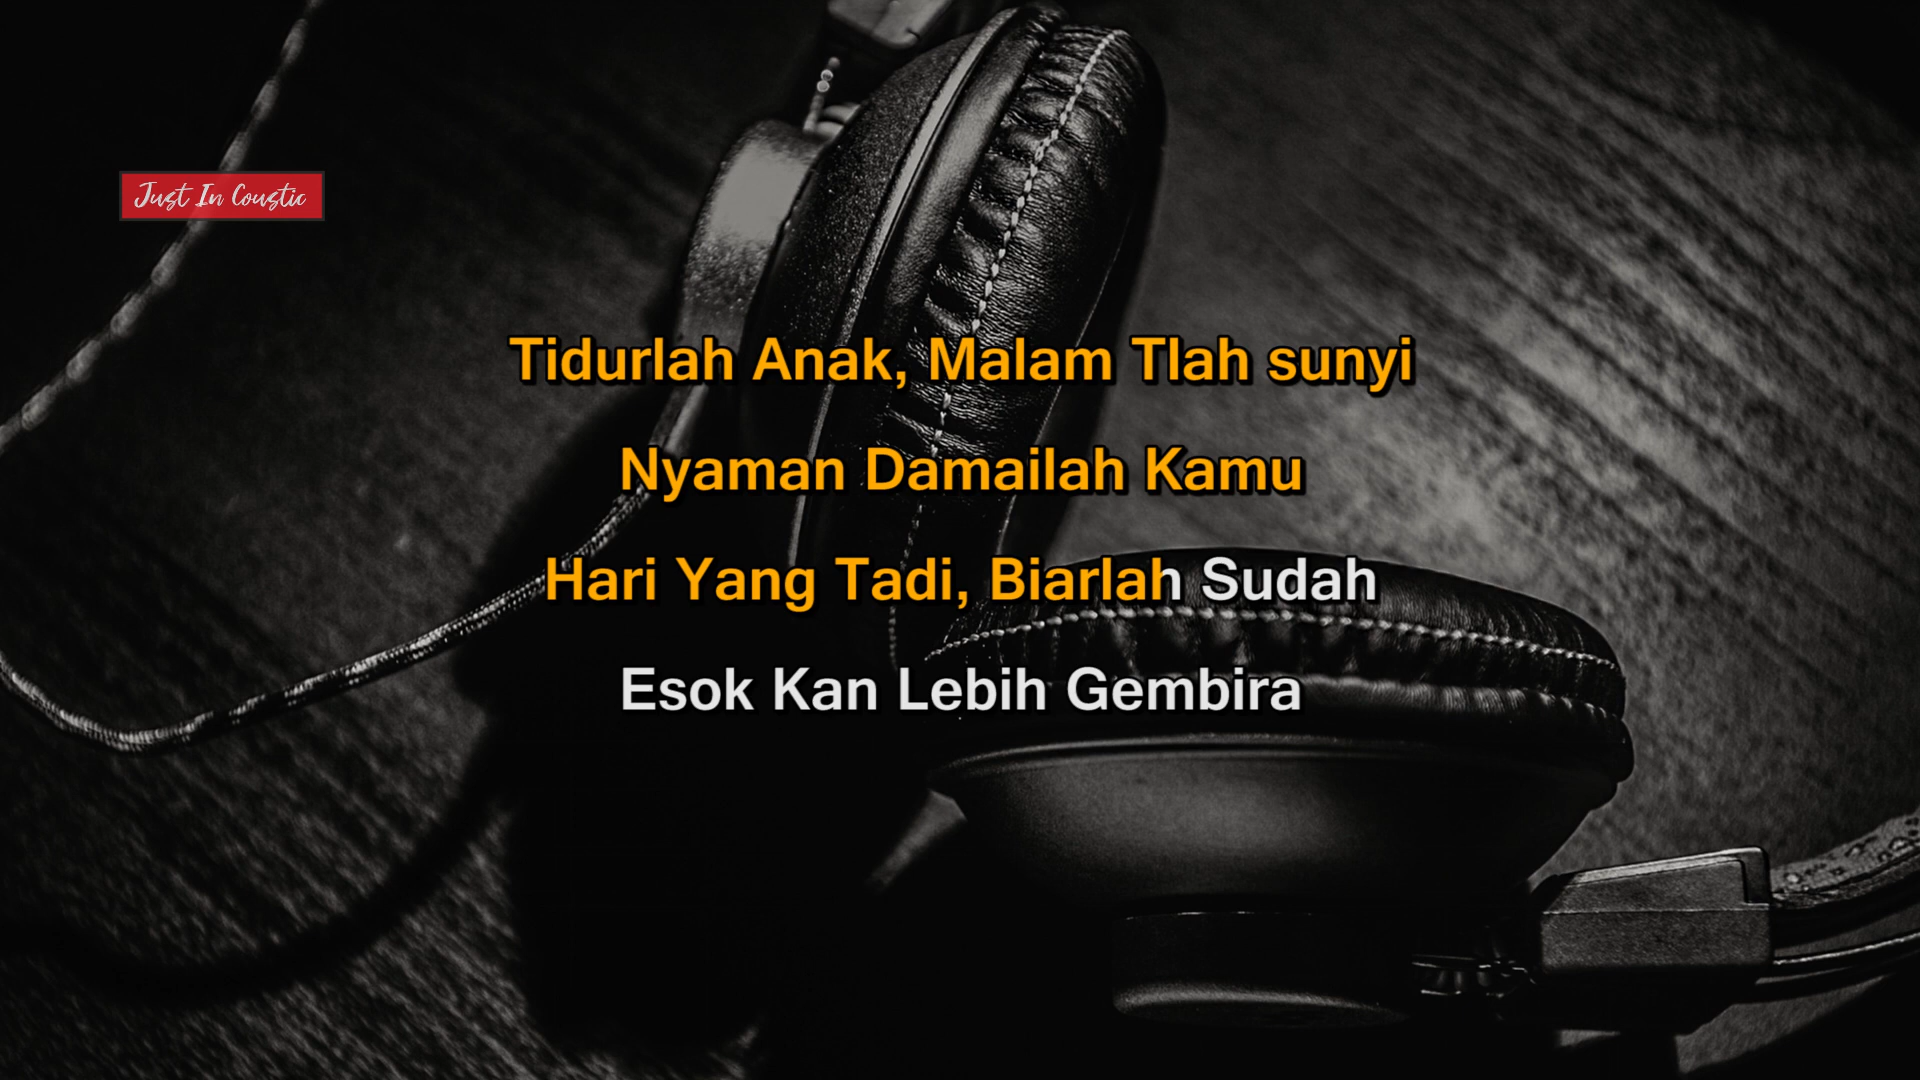 Just In Coustic
Tidurlah Anak, Malam Tlah sunyi
Nyaman Damailah Kamu
Hari Yang Tadi, Biarlah Sudah
Esok Kan Lebih Gembira